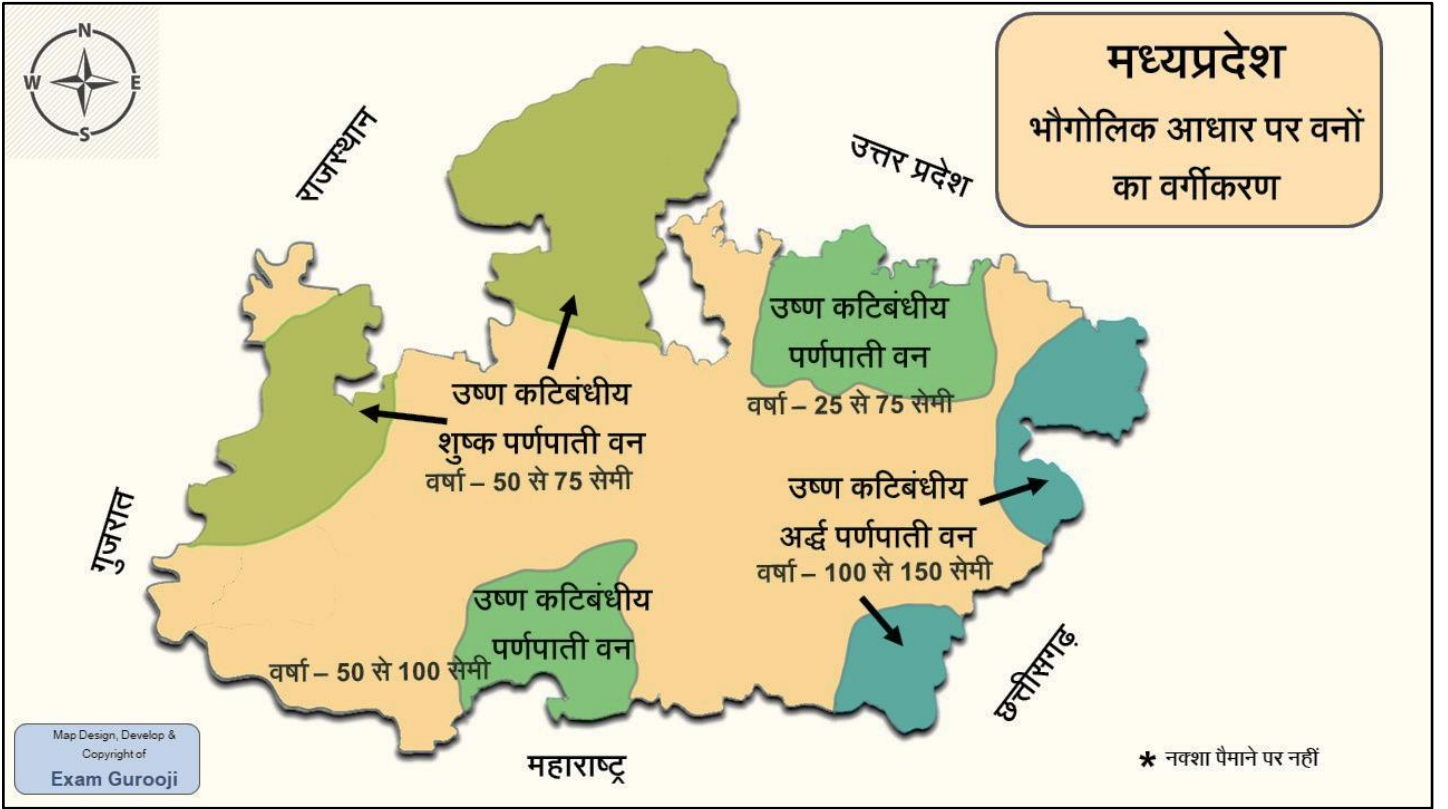 N
W
E
S
मध्यप्रदेश
भौगोलिक आधार पर वनों
का वर्गीकरण
राजस्थान
उत्तर प्रदेश
उष्ण कटिबंधीय
पर्णपाती वन
वर्षा – 25 से 75 सेमी
उष्ण कटिबंधीय
शुष्क पर्णपाती वन
वर्षा – 50 से 75 सेमी
उष्ण कटिबंधीय
अर्द्ध पर्णपाती वन
वर्षा – 100 से 150 सेमी
गुजरात
उष्ण कटिबंधीय
पर्णपाती वन
वर्षा – 50 से 100 सेमी
छत्तीसगढ़
महाराष्ट्र
Map Design, Develop &
Copyright of
Exam Gurooji
* नक्शा पैमाने पर नहीं